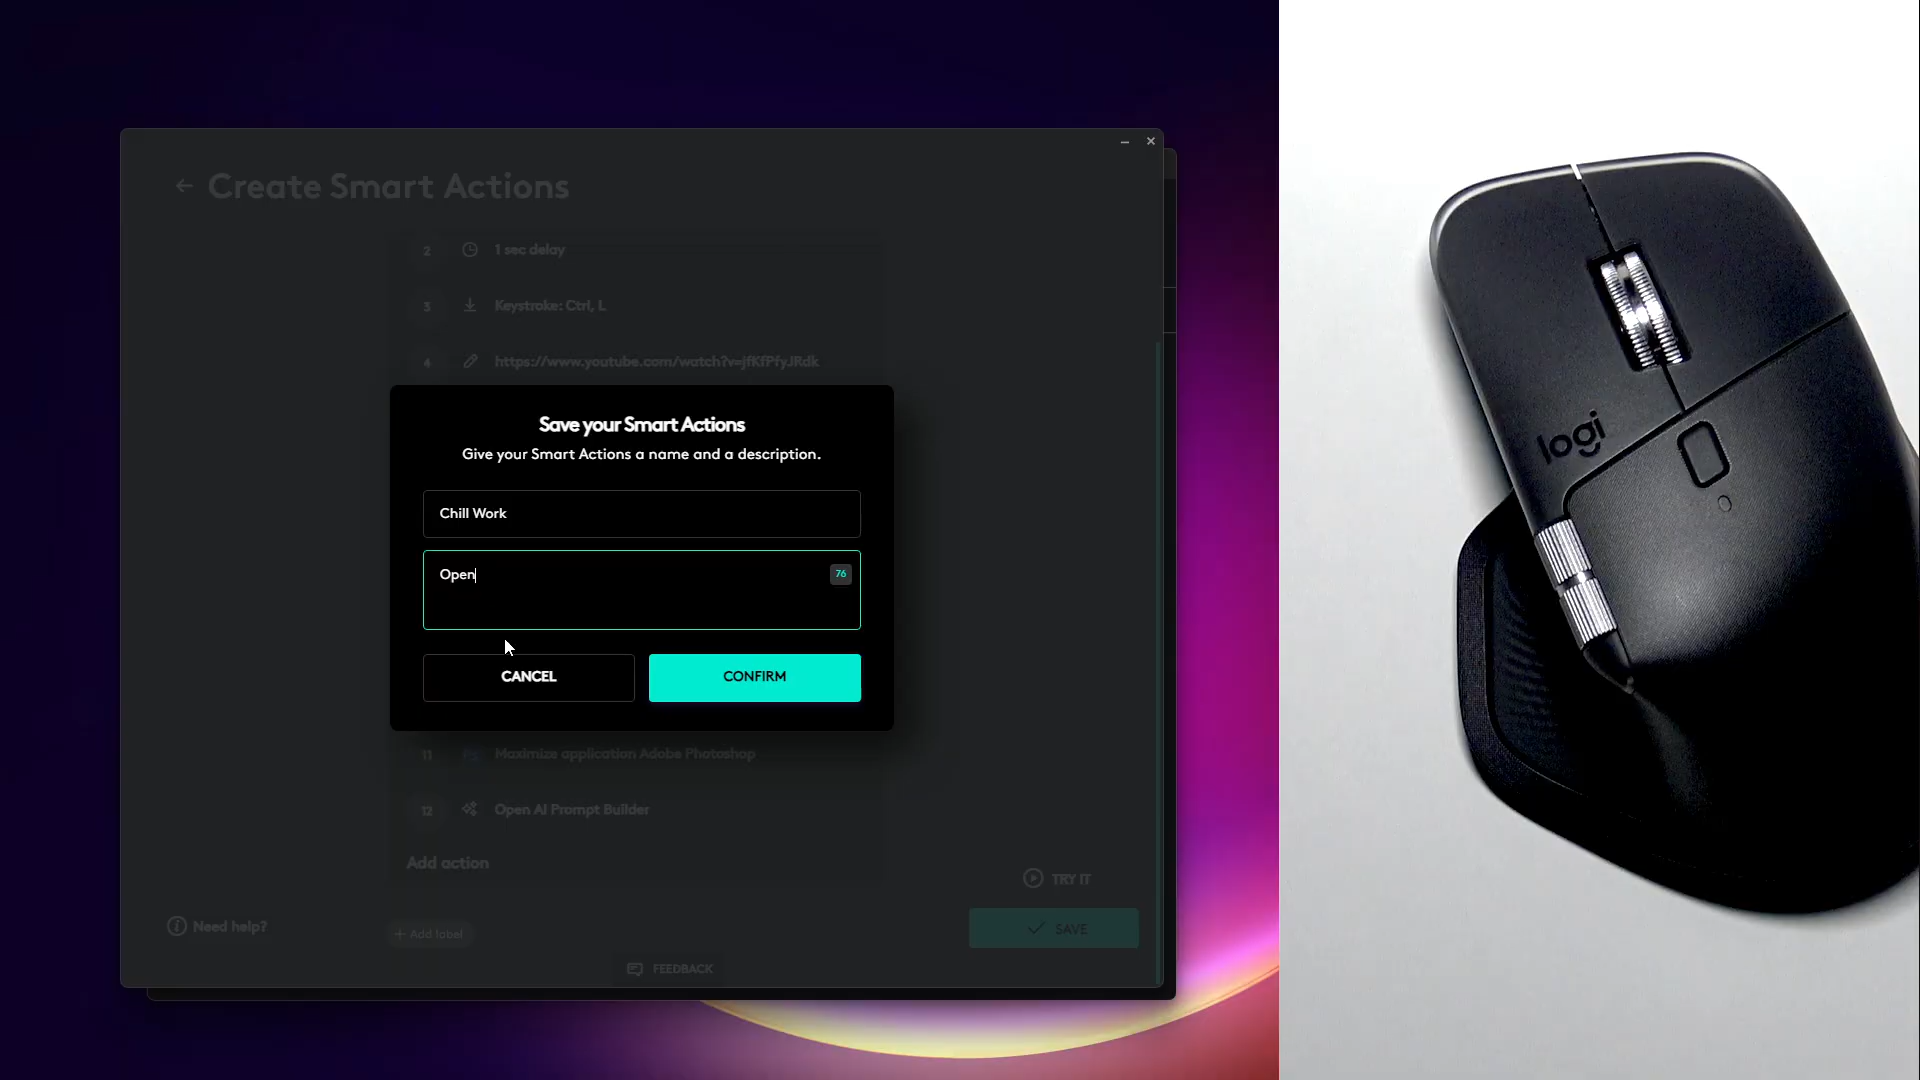 Create Smart Actions
2 1 sec delay
3 Keystroke: Ctrl, L
4 https://www.youtube.com/watch?v=jfKfPfyJRdk
Save your Smart Actions
Give your Smart Actions a name and a description.
Chill Work
Open 76
CANCEL CONFIRM
11 Ps Maximize application Adobe Photoshop
12 Open AI Prompt Builder
Add action
TRY IT
Need help?
+ Add label
SAVE
FEEDBACK
logi